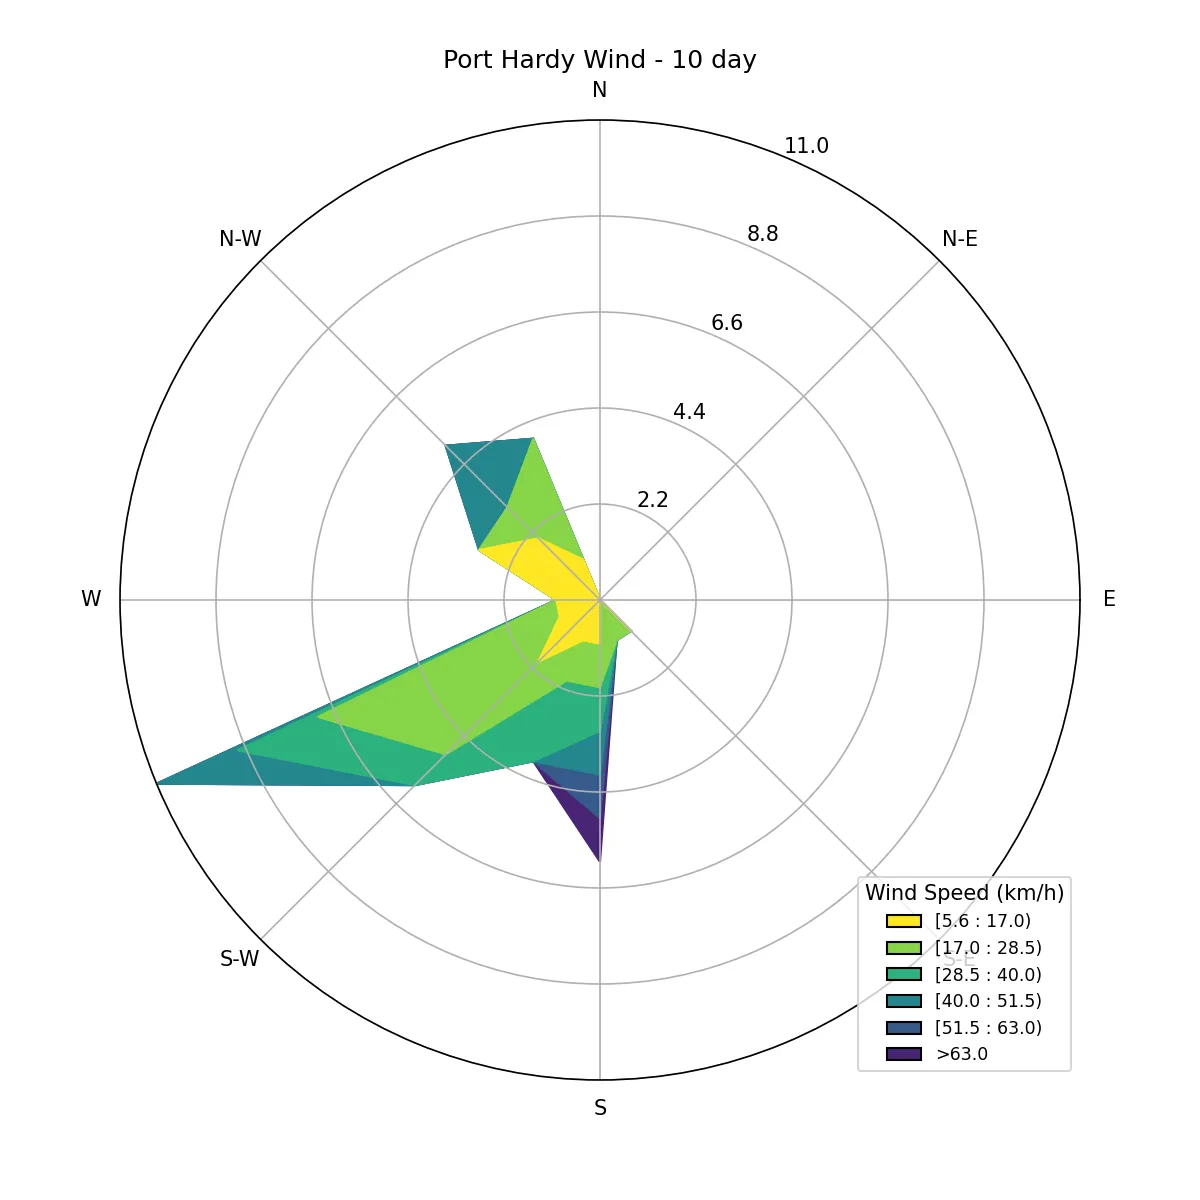 Port Hardy Wind - 10 day
N
11.0
N-W
N-E
8.8
6.6
4.4
2.2
W
E
S-W
S-E
S
Wind Speed (km/h)
[5.6 : 17.0)
[17.0 : 28.5)
[28.5 : 40.0)
[40.0 : 51.5)
[51.5 : 63.0)
>63.0